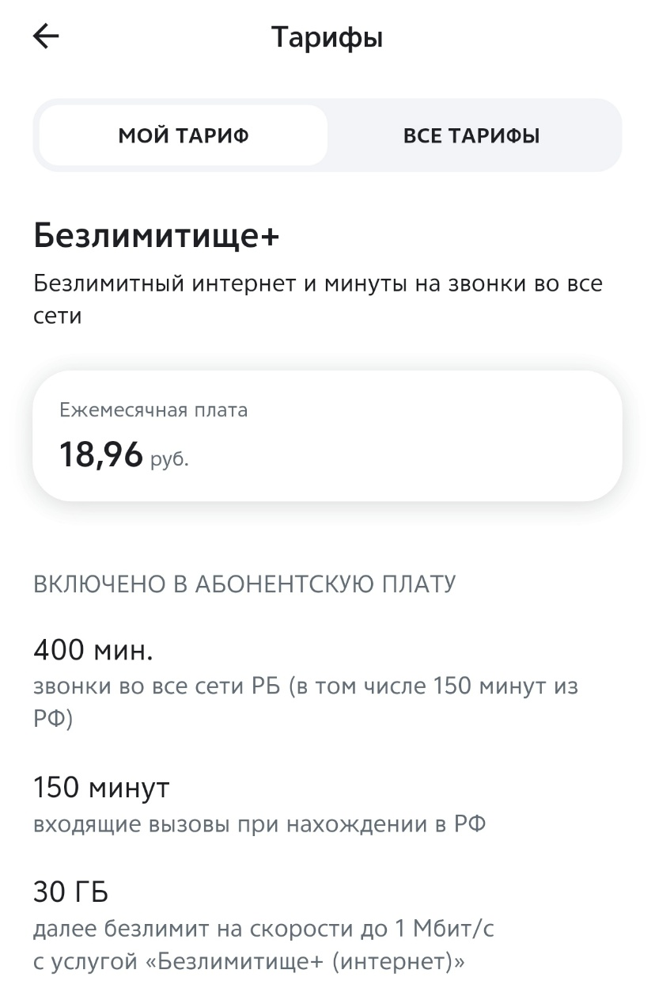 Тарифы
МОЙ ТАРИФ
ВСЕ ТАРИФЫ
Безлимитище+
Безлимитный интернет и минуты на звонки во все
сети
Ежемесячная плата
18,96 руб.
ВКЛЮЧЕНО В АБОНЕНТСКУЮ ПЛАТУ
400 мин.
звонки во все сети РБ (в том числе 150 минут из
РФ)
150 минут
входящие вызовы при нахождении в РФ
30 ГБ
далее безлимит на скорости до 1 Мбит/с
с услугой «Безлимитище+ (интернет)»